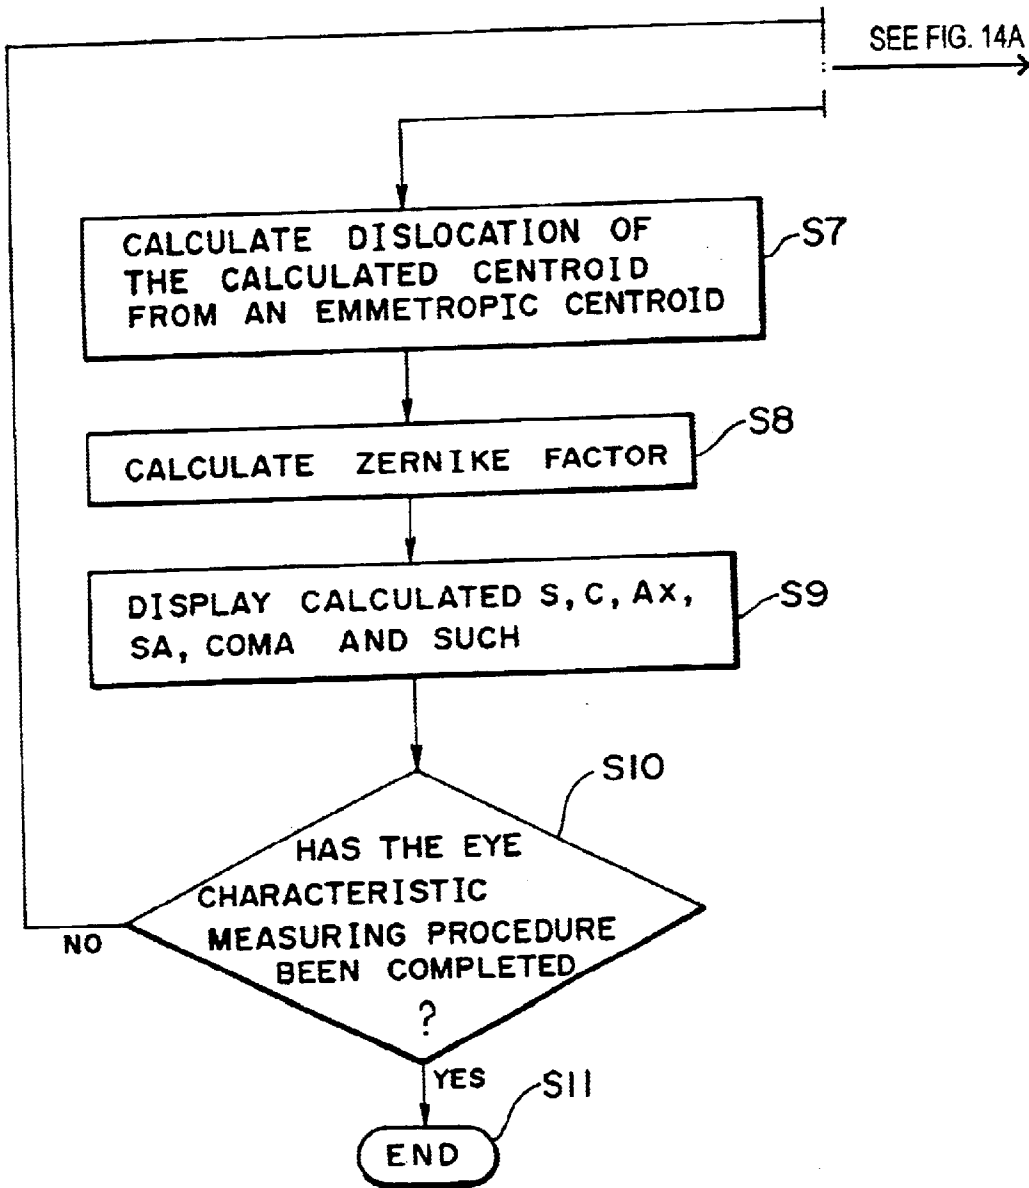 SEE FIG. 14A
CALCULATE DISLOCATION OF
THE CALCULATED CENTROID
FROM AN EMMETROPIC CENTROID
S7
CALCULATE ZERNIKE FACTOR
S8
DISPLAY CALCULATED S, C, Ax,
SA, COMA AND SUCH
S9
S10
HAS THE EYE
CHARACTERISTIC
MEASURING PROCEDURE
BEEN COMPLETED
?
NO
YES
S11
END